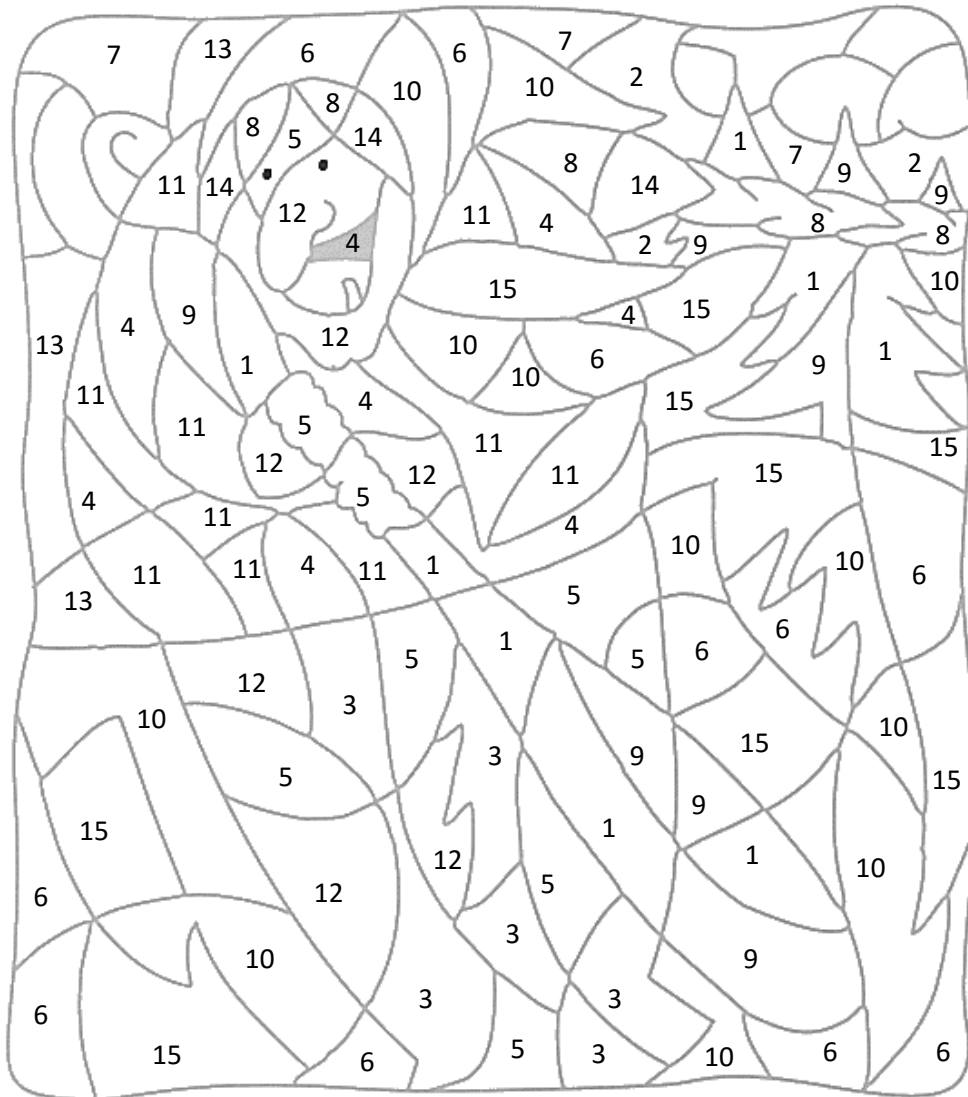 7 13 6 6 7
10 10 2
8 8 5 14 1 7 9 2
8 14 9
11 14 12 11 4 8 8
4 2 9
15 1 10
4 9 15 4
13 12 10 6 1
1 10 9
11 4 15
11 5 11 15
12 12 11 15
4 5
11 4
11 11 4 11 1 10 10 6
13 5
6
12 5 1 5 6
10 3 10
5 3 9 15 15
9
15 1
12 1 10
6 12 5
3
10 9
6 3 3
15 6 5 3 10 6 6